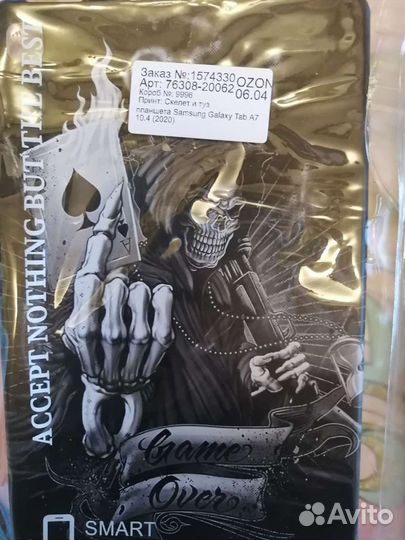 Заказ №:1574330 OZON
Арт: 76308-20062 06.04
Короб №: 9996
Принт: Скелет и туз
планшета Samsung Galaxy Tab A7
10.4 (2020)
ACCEPT NOTHING BUT THE BEST
A
Game
Over
SMART
Avito